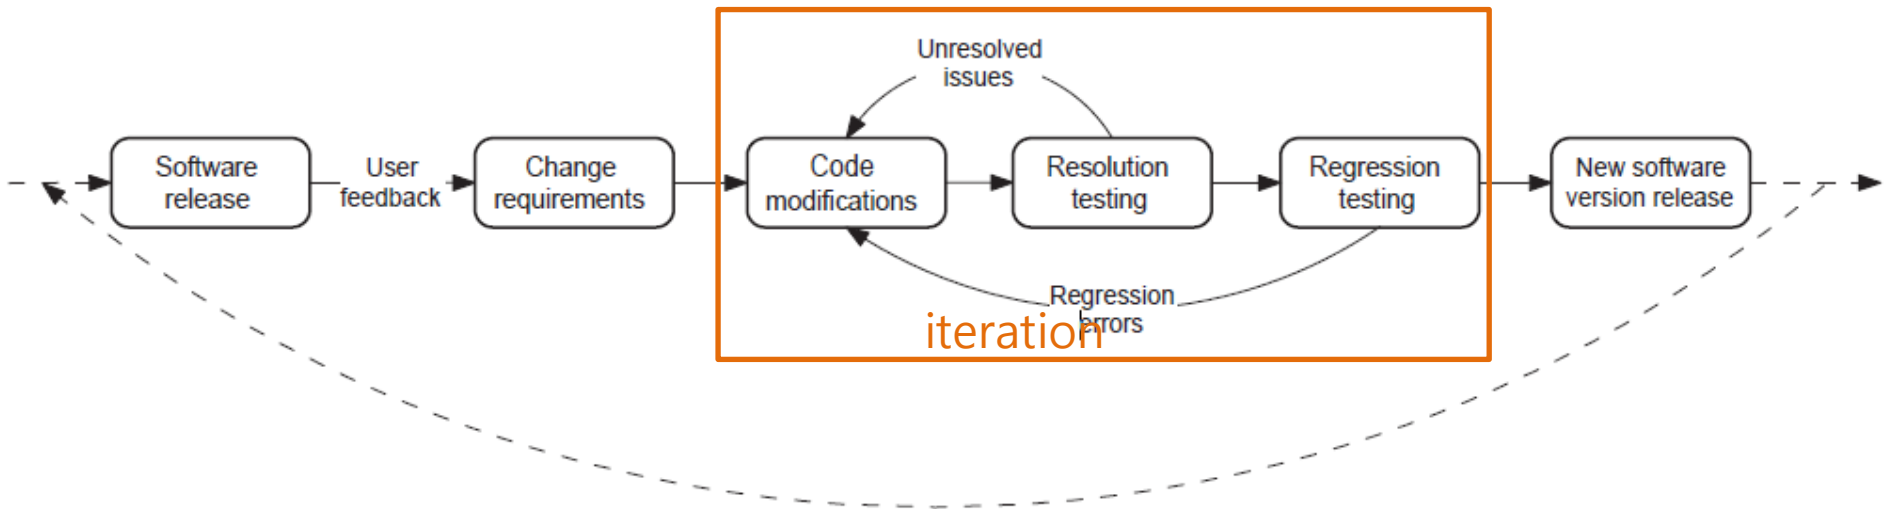 Unresolved
issues
Software
release
User
feedback
Change
requirements
Code
modifications
Resolution
testing
Regression
testing
New software
version release
Regression
errors
iteration